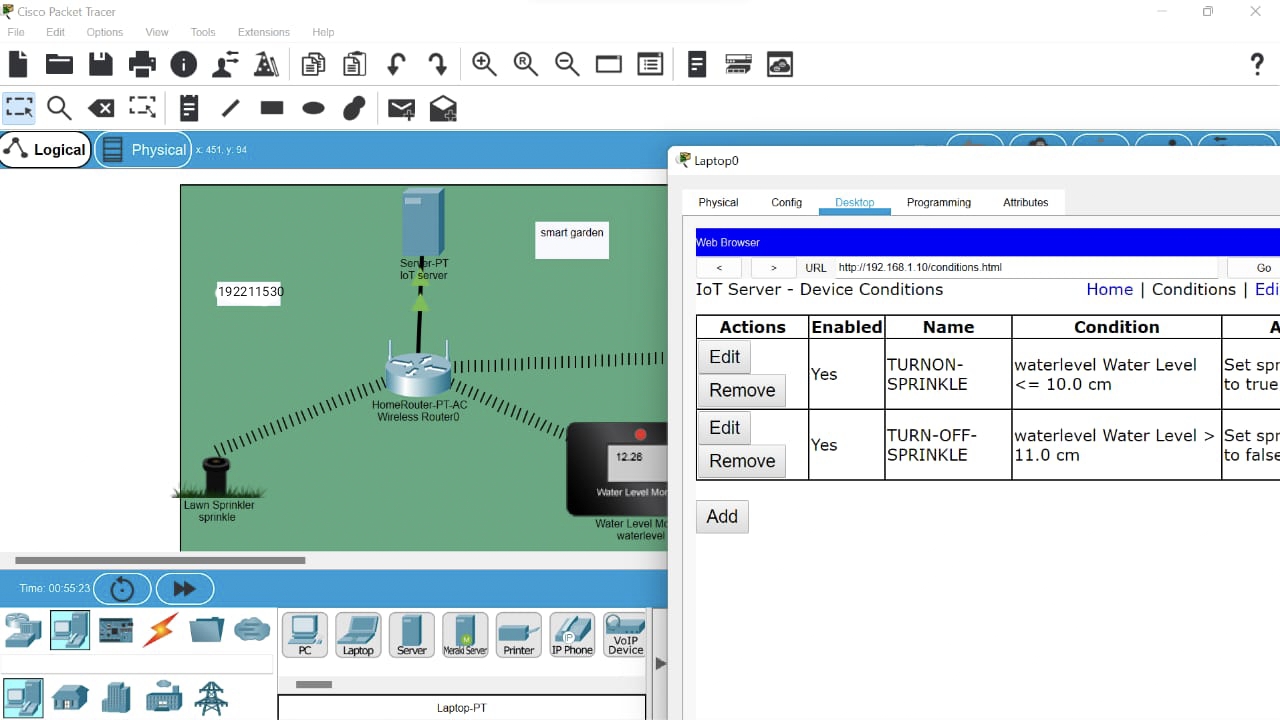 Cisco Packet Tracer
File Edit Options View Tools Extensions Help
Logical Physical x: 451, y: 94
Server-PT
IoT server
smart garden
192211530
HomeRouter-PT-AC
Wireless Router0
Lawn Sprinkler
sprinkle
12.26
Water Level Mor
Water Level Mo
waterlevel
Laptop0
Physical Config Desktop Programming Attributes
Web Browser
< > URL http://192.168.1.10/conditions.html Go
IoT Server - Device Conditions Home | Conditions | Edi
Actions Enabled Name Condition A
Edit
Remove
Yes
TURNON-
SPRINKLE
waterlevel Water Level
<= 10.0 cm
Set spr
to true
Edit
Remove
Yes
TURN-OFF-
SPRINKLE
waterlevel Water Level >
11.0 cm
Set spr
to false
Add
Time: 00:55:23
PC Laptop Server Meraki Server Printer IP Phone VoIP
Device
Laptop-PT